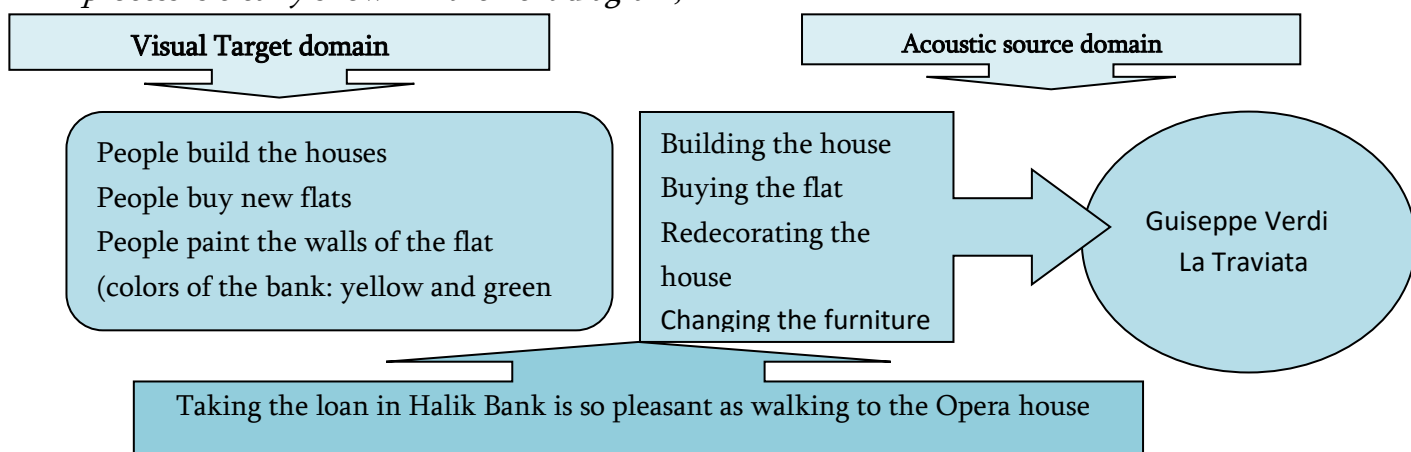 Visual Target domain
Acoustic source domain
People build the houses
People buy new flats
People paint the walls of the flat
(colors of the bank: yellow and green
Building the house
Buying the flat
Redecorating the
house
Changing the furniture
Guiseppe Verdi
La Traviata
Taking the loan in Halik Bank is so pleasant as walking to the Opera house